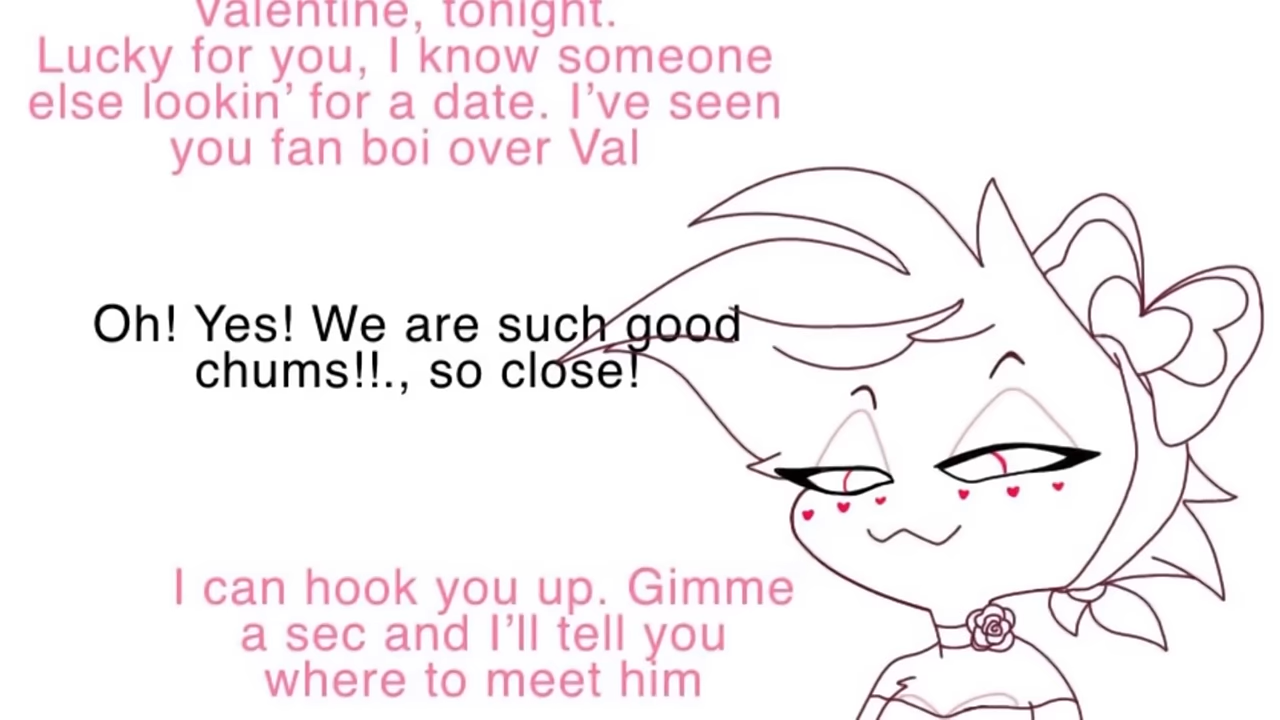 Valentine, tonight.
Lucky for you, I know someone
else lookin’ for a date. I’ve seen
you fan boi over Val
Oh! Yes! We are such good
chums!!., so close!
I can hook you up. Gimme
a sec and I’ll tell you
where to meet him